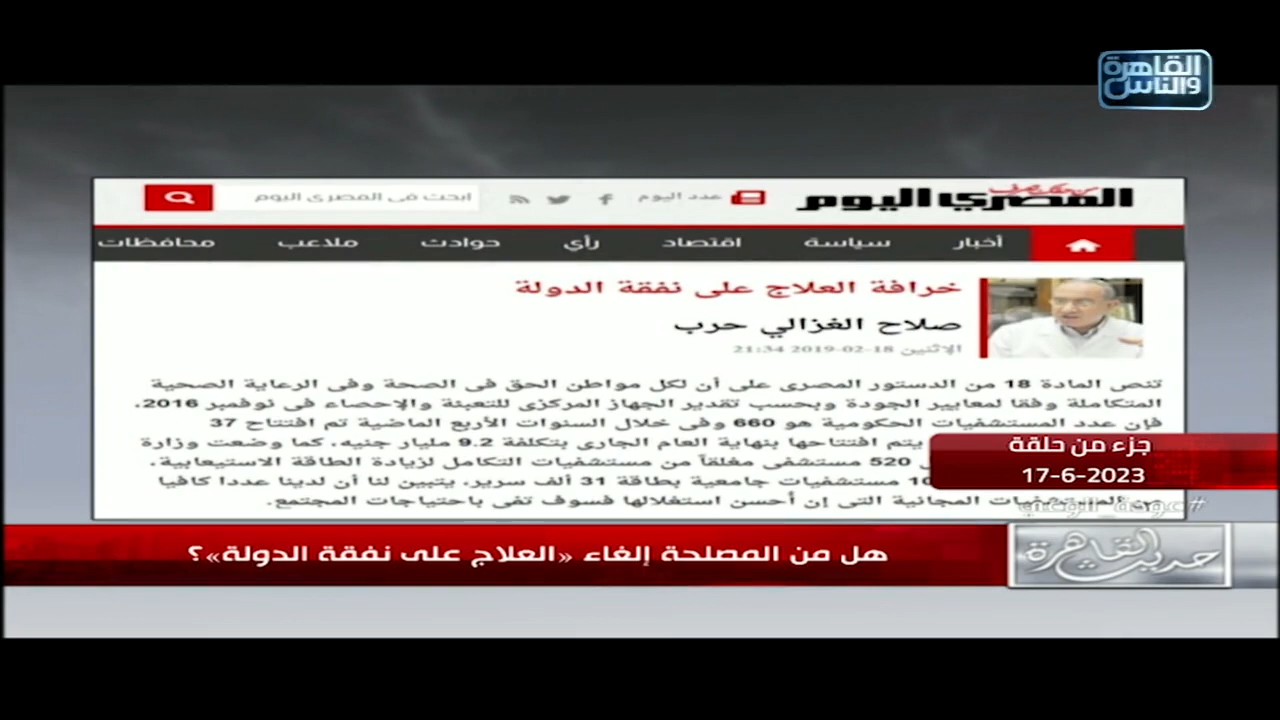 القاهرة
والناس
المصري اليوم
عدد اليوم
ابحث فى المصرى اليوم
أخبار سياسة اقتصاد رأي حوادث ملاعب محافظات
خرافة العلاج على نفقة الدولة
صلاح الغزالي حرب
الإثنين 18-02-2019 21:34
تنص المادة 18 من الدستور المصرى على أن لكل مواطن الحق فى الصحة وفى الرعاية الصحية
المتكاملة وفقا لمعايير الجودة وبحسب تقدير الجهاز المركزى للتعبئة والإحصاء فى نوفمبر 2016،
فإن عدد المستشفيات الحكومية هو 660 وفى خلال السنوات الأربع الماضية تم افتتاح 37
يتم افتتاحها بنهاية العام الجارى بتكلفة 9.2 مليار جنيه، كما وضعت وزارة
520 مستشفى مغلقاً من مستشفيات التكامل لزيادة الطاقة الاستيعابية،
مستشفيات جامعية بطاقة 31 ألف سرير، يتبين لنا أن لدينا عددا كافيا
من المستشفيات المجانية التى إن أحسن استغلالها فسوف تفى باحتياجات المجتمع.
جزء من حلقة
17-6-2023
#عودة_الوعي
حديث القاهرة
هل من المصلحة إلغاء «العلاج على نفقة الدولة»؟